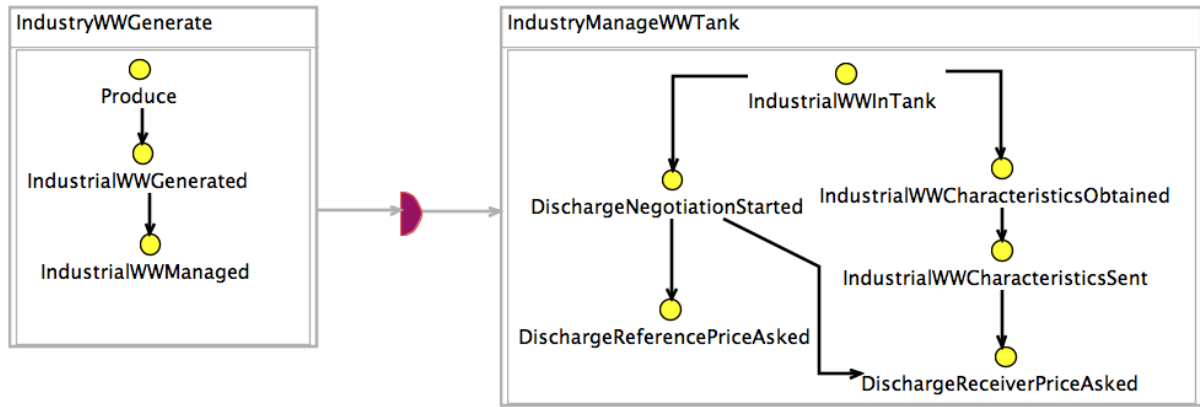 IndustryWWGenerate
Produce
IndustrialWWGenerated
IndustrialWWManaged
IndustryManageWWTank
IndustrialWWInTank
DischargeNegotiationStarted
IndustrialWWCharacteristicsObtained
IndustrialWWCharacteristicsSent
DischargeReferencePriceAsked
DischargeReceiverPriceAsked